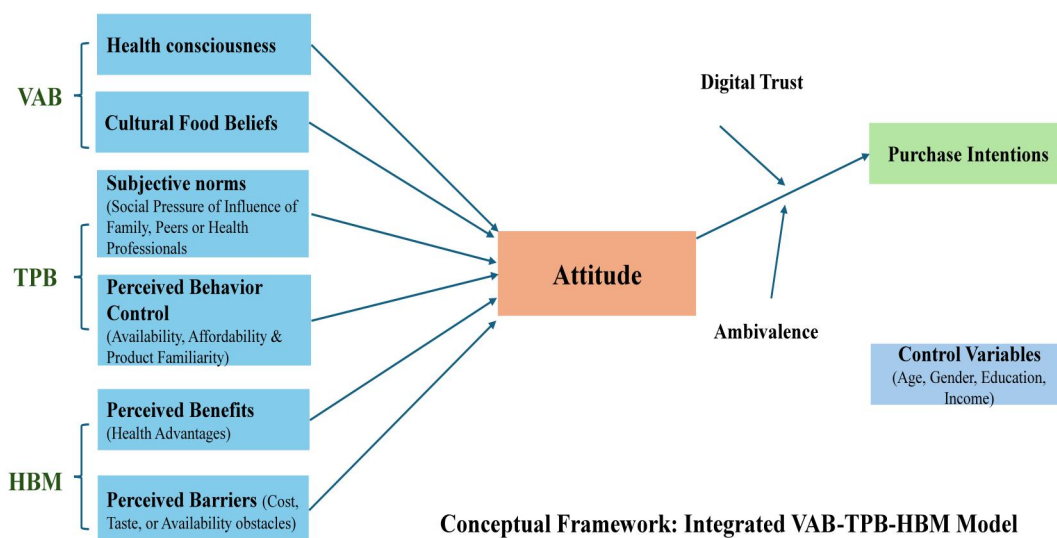 VAB
Health consciousness
Cultural Food Beliefs
TPB
Subjective norms
(Social Pressure of Influence of
Family, Peers or Health
Professionals
Perceived Behavior
Control
(Availability, Affordability &
Product Familiarity)
HBM
Perceived Benefits
(Health Advantages)
Perceived Barriers (Cost,
Taste, or Availability obstacles)
Attitude
Digital Trust
Ambivalence
Purchase Intentions
Control Variables
(Age, Gender, Education,
Income)
Conceptual Framework: Integrated VAB-TPB-HBM Model